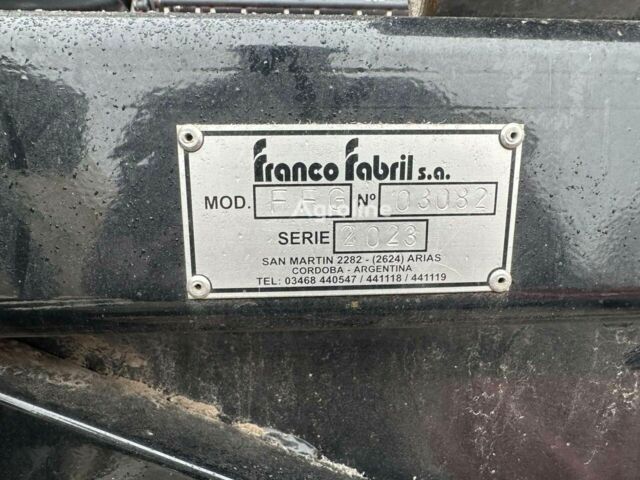 Franco Fabril s.a.
MOD. FFG Nº 03082
Agroline
SERIE 2023
SAN MARTIN 2282 - (2624) ARIAS
CORDOBA - ARGENTINA
TEL: 03468 440547 / 441118 / 441119